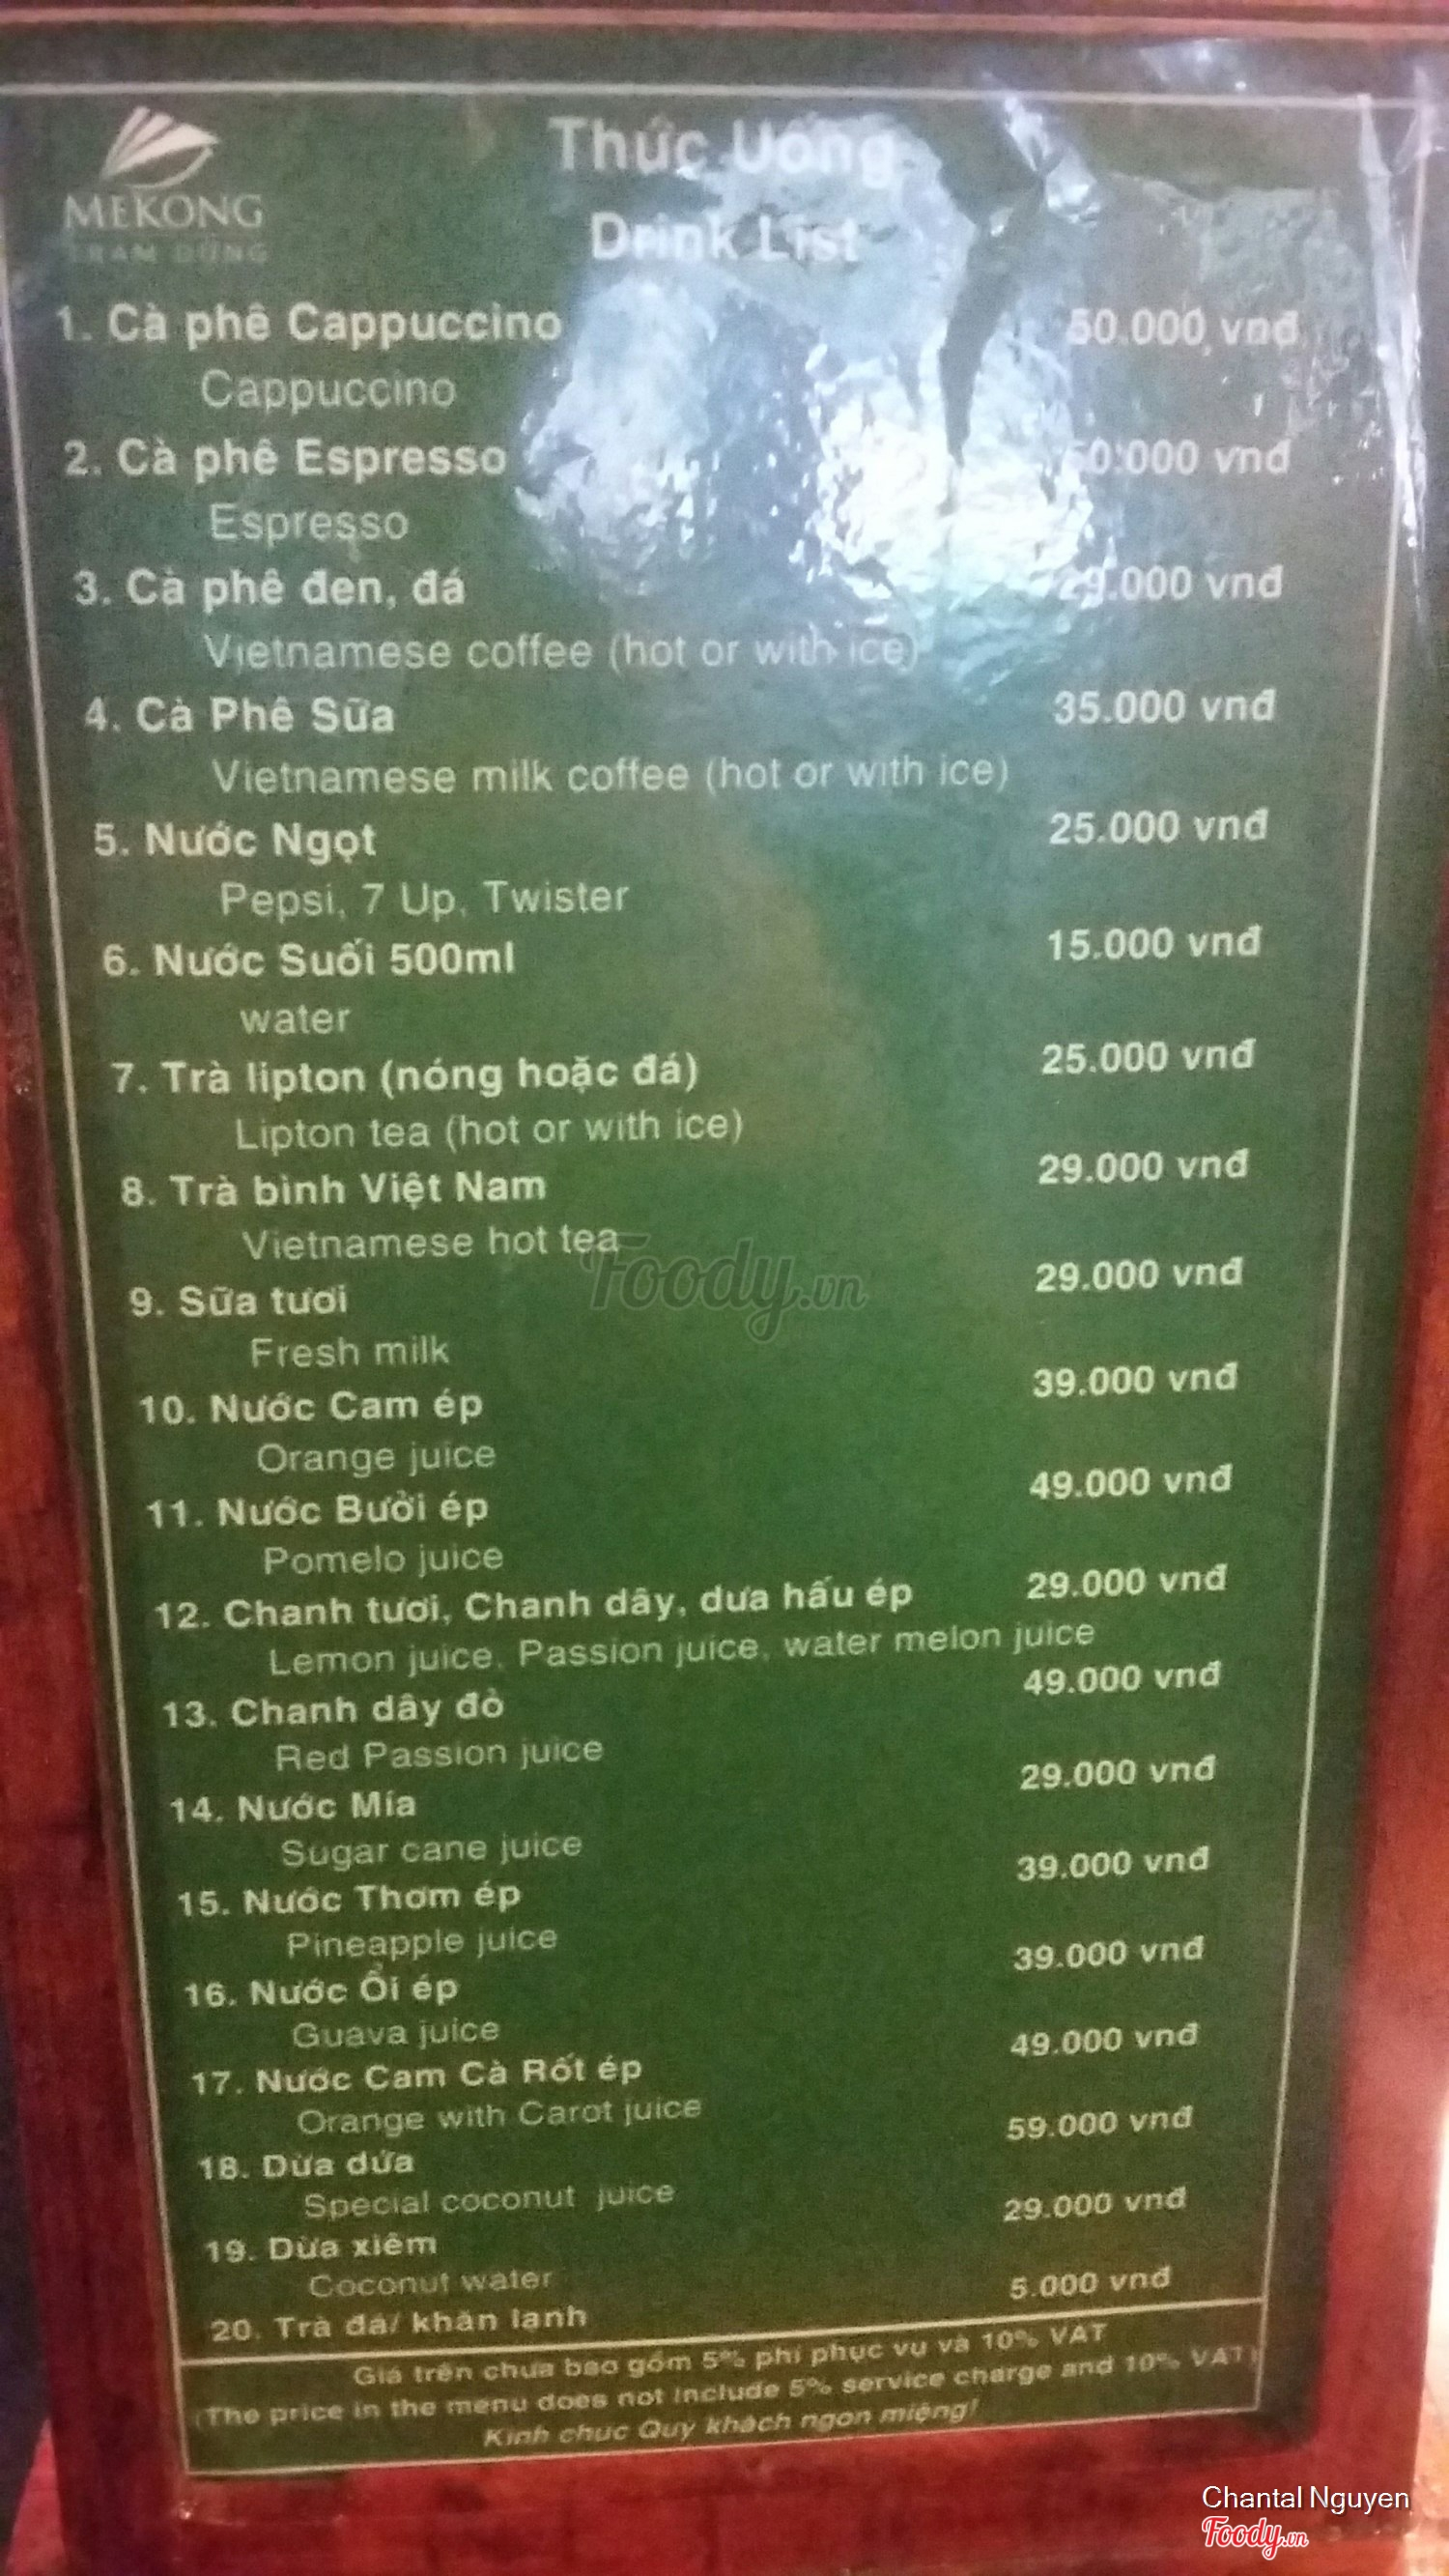 MEKONG
TRẠM DỪNG
Thức Uống
Drink List
1. Cà phê Cappuccino 50.000 vnđ
Cappuccino
2. Cà phê Espresso 50.000 vnđ
Espresso
3. Cà phê đen, đá 29.000 vnđ
Vietnamese coffee (hot or with ice)
4. Cà Phê Sữa 35.000 vnđ
Vietnamese milk coffee (hot or with ice)
5. Nước Ngọt 25.000 vnđ
Pepsi, 7 Up, Twister
6. Nước Suối 500ml 15.000 vnđ
water
7. Trà lipton (nóng hoặc đá) 25.000 vnđ
Lipton tea (hot or with ice)
8. Trà bình Việt Nam 29.000 vnđ
Vietnamese hot tea
9. Sữa tươi 29.000 vnđ
Fresh milk
10. Nước Cam ép 39.000 vnđ
Orange juice
11. Nước Bưởi ép 49.000 vnđ
Pomelo juice
12. Chanh tươi, Chanh dây, dưa hấu ép 29.000 vnđ
Lemon juice, Passion juice, water melon juice
13. Chanh dây đỏ 49.000 vnđ
Red Passion juice
14. Nước Mía 29.000 vnđ
Sugar cane juice
15. Nước Thơm ép 39.000 vnđ
Pineapple juice
16. Nước Ổi ép 39.000 vnđ
Guava juice
17. Nước Cam Cà Rốt ép 49.000 vnđ
Orange with Carot juice
18. Dừa dứa 59.000 vnđ
Special coconut juice
19. Dừa xiêm 29.000 vnđ
Coconut water
20. Trà đá/ khăn lạnh 5.000 vnđ
Giá trên chưa bao gồm 5% phí phục vụ và 10% VAT
(The price in the menu does not include 5% service charge and 10% VAT)
Kính chúc Quý khách ngon miệng!
Foody.vn
Chantal Nguyen
Foody.vn